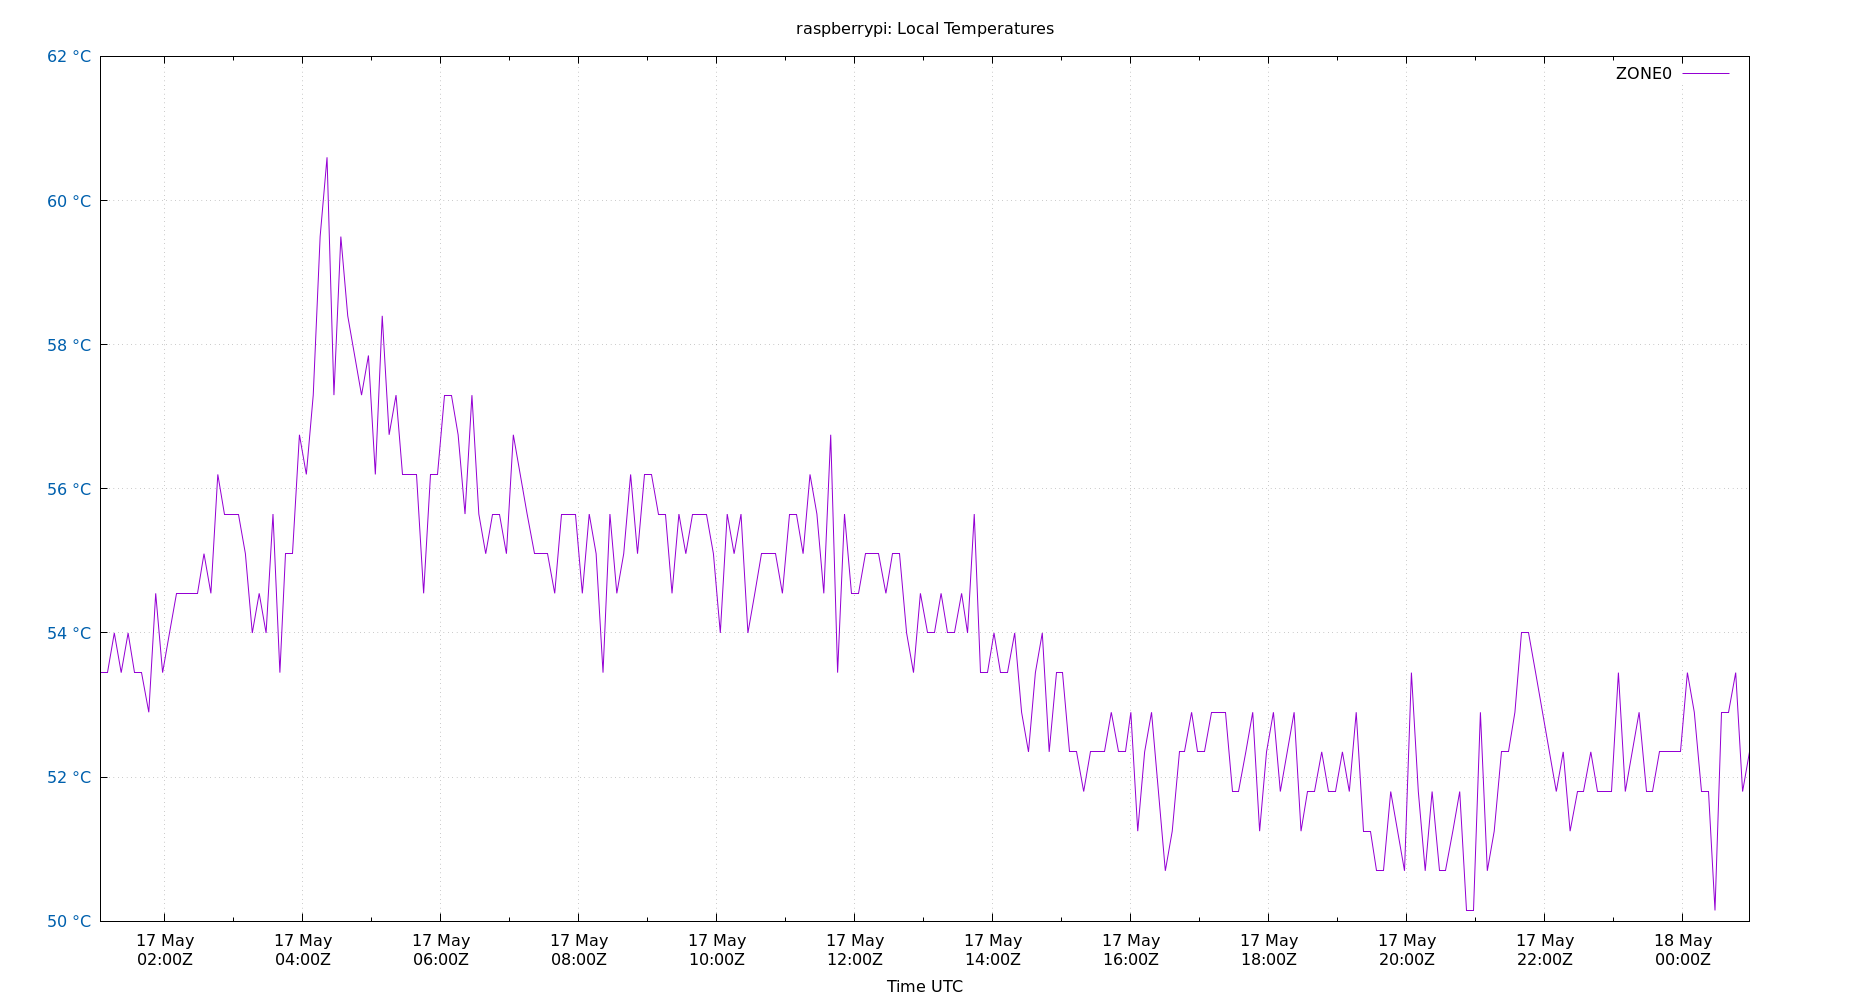 raspberrypi: Local Temperatures
ZONE0
62 °C
60 °C
58 °C
56 °C
54 °C
52 °C
50 °C
17 May 17 May 17 May 17 May 17 May 17 May 17 May 17 May 17 May 17 May 17 May 18 May
02:00Z 04:00Z 06:00Z 08:00Z 10:00Z 12:00Z 14:00Z 16:00Z 18:00Z 20:00Z 22:00Z 00:00Z
Time UTC